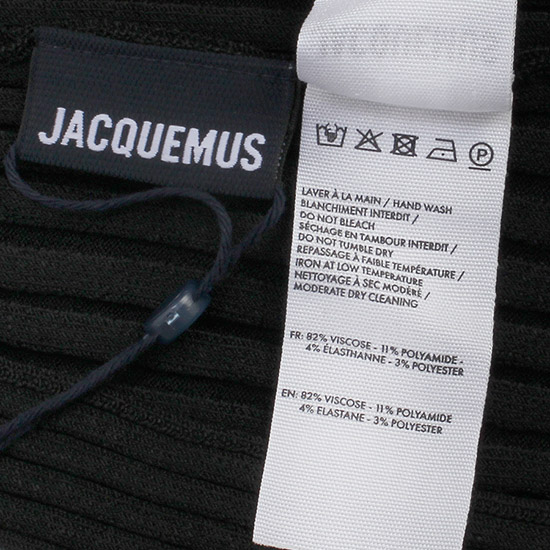 JACQUEMUS
LAVER À LA MAIN / HAND WASH
BLANCHIMENT INTERDIT /
DO NOT BLEACH
SÉCHAGE EN TAMBOUR INTERDIT /
DO NOT TUMBLE DRY
REPASSAGE À FAIBLE TEMPÉRATURE /
IRON AT LOW TEMPERATURE
NETTOYAGE À SEC MODÉRÉ /
MODERATE DRY CLEANING
FR: 82% VISCOSE - 11% POLYAMIDE -
4% ÉLASTHANNE - 3% POLYESTER
EN: 82% VISCOSE - 11% POLYAMIDE
4% ELASTANE - 3% POLYESTER